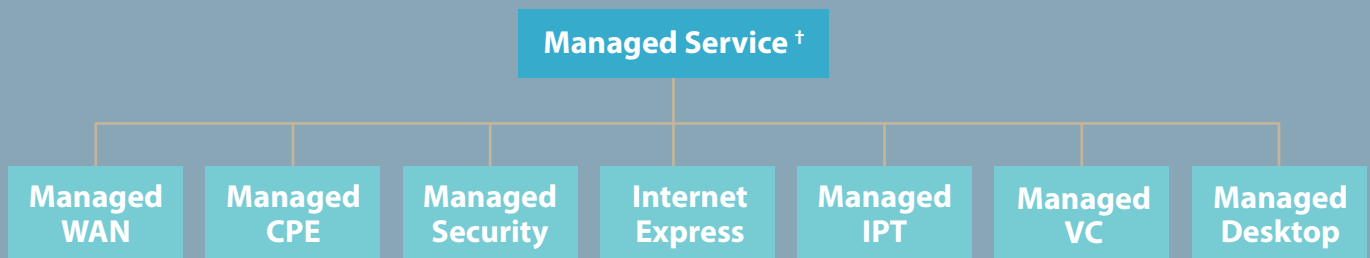 Managed Service †
Managed
WAN
Managed
CPE
Managed
Security
Internet
Express
Managed
IPT
Managed
VC
Managed
Desktop